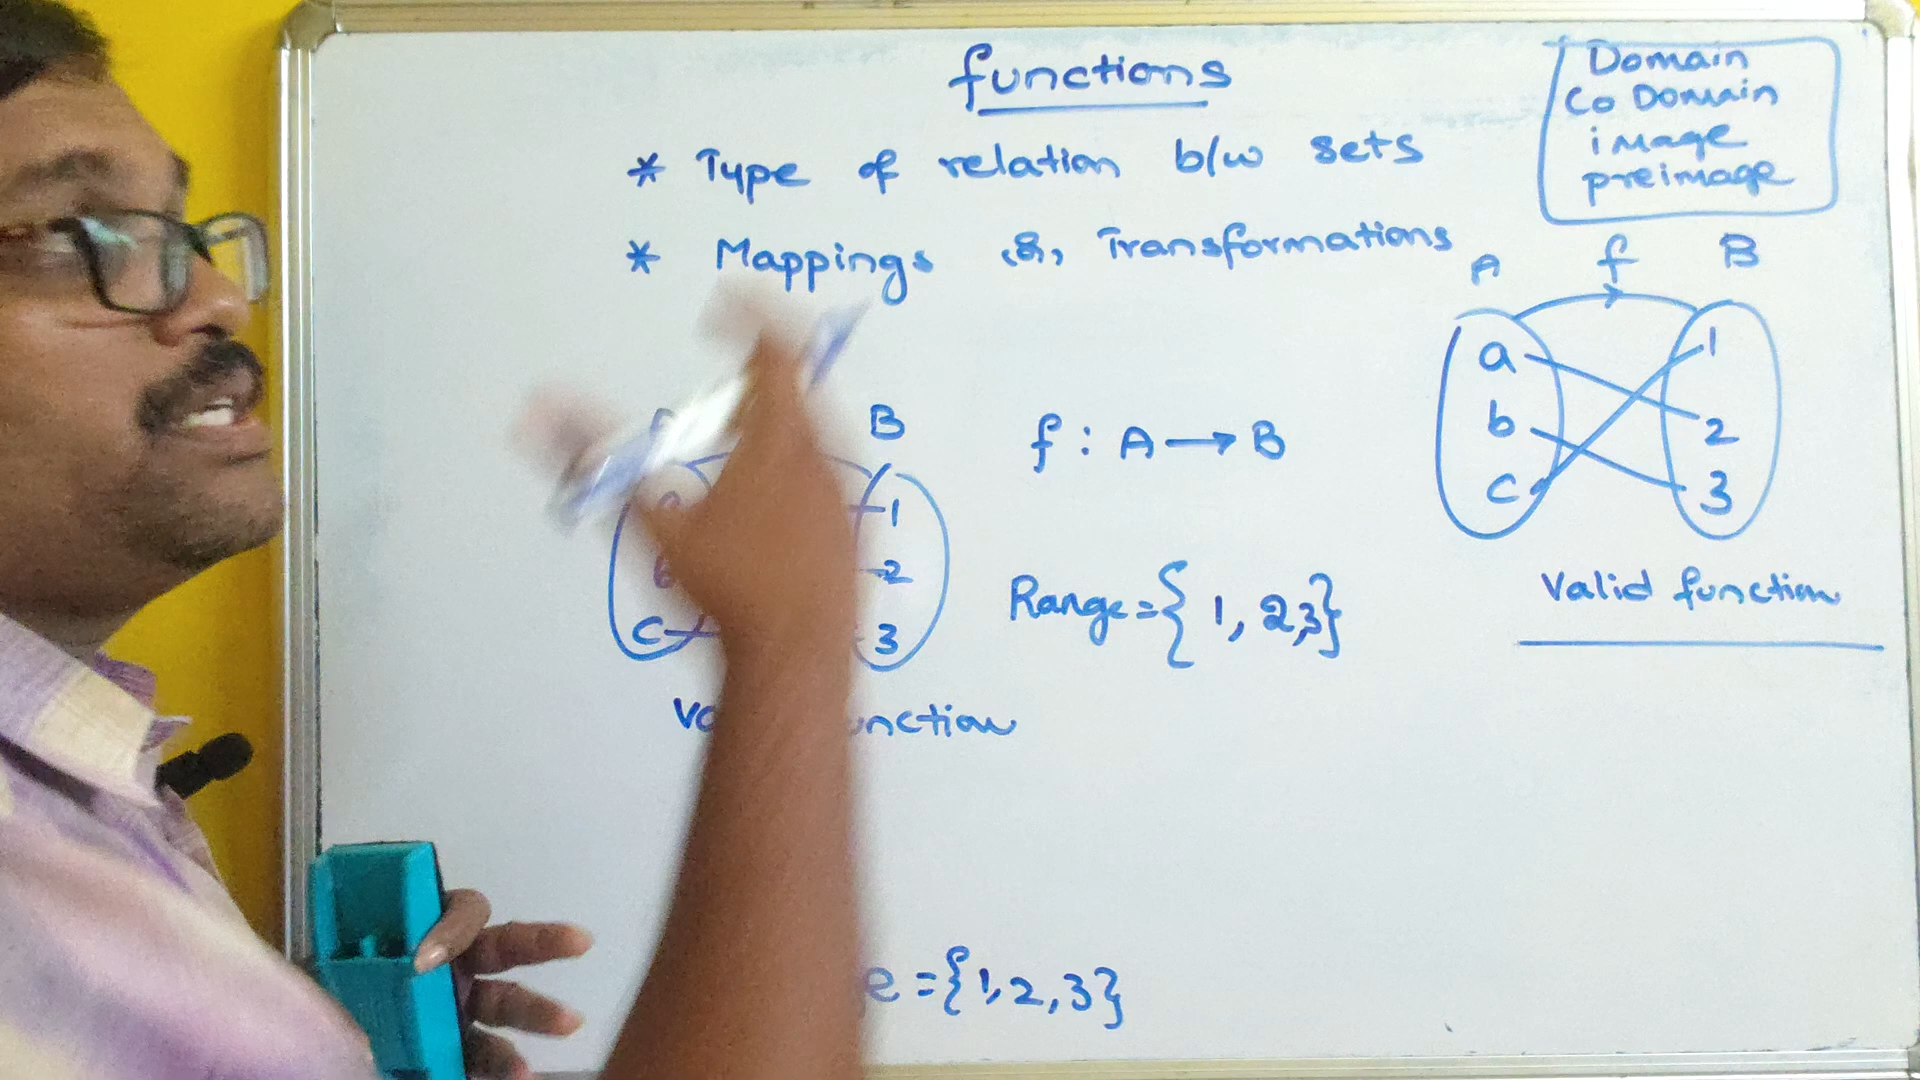 functions
* Type of relation b/w sets
* Mappings & Transformations
Domain
Co Domain
image
preimage
A f B
a 1
b 2
c 3
Valid function
B
1
2
c 3
f : A → B
Range = { 1, 2, 3}
={1, 2, 3}